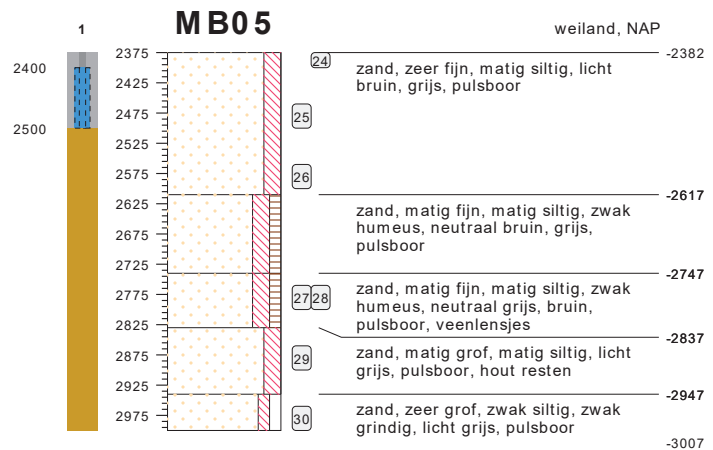 1
MB05
weiland, NAP
2400
2500
2375
2425
2475
2525
2575
2625
2675
2725
2775
2825
2875
2925
2975
24
25
26
27 28
29
30
-2382
zand, zeer fijn, matig siltig, licht
bruin, grijs, pulsboor
-2617
zand, matig fijn, matig siltig, zwak
humeus, neutraal bruin, grijs,
pulsboor
-2747
zand, matig fijn, matig siltig, zwak
humeus, neutraal grijs, bruin,
pulsboor, veenlensjes
-2837
zand, matig grof, matig siltig, licht
grijs, pulsboor, hout resten
-2947
zand, zeer grof, zwak siltig, zwak
grindig, licht grijs, pulsboor
-3007